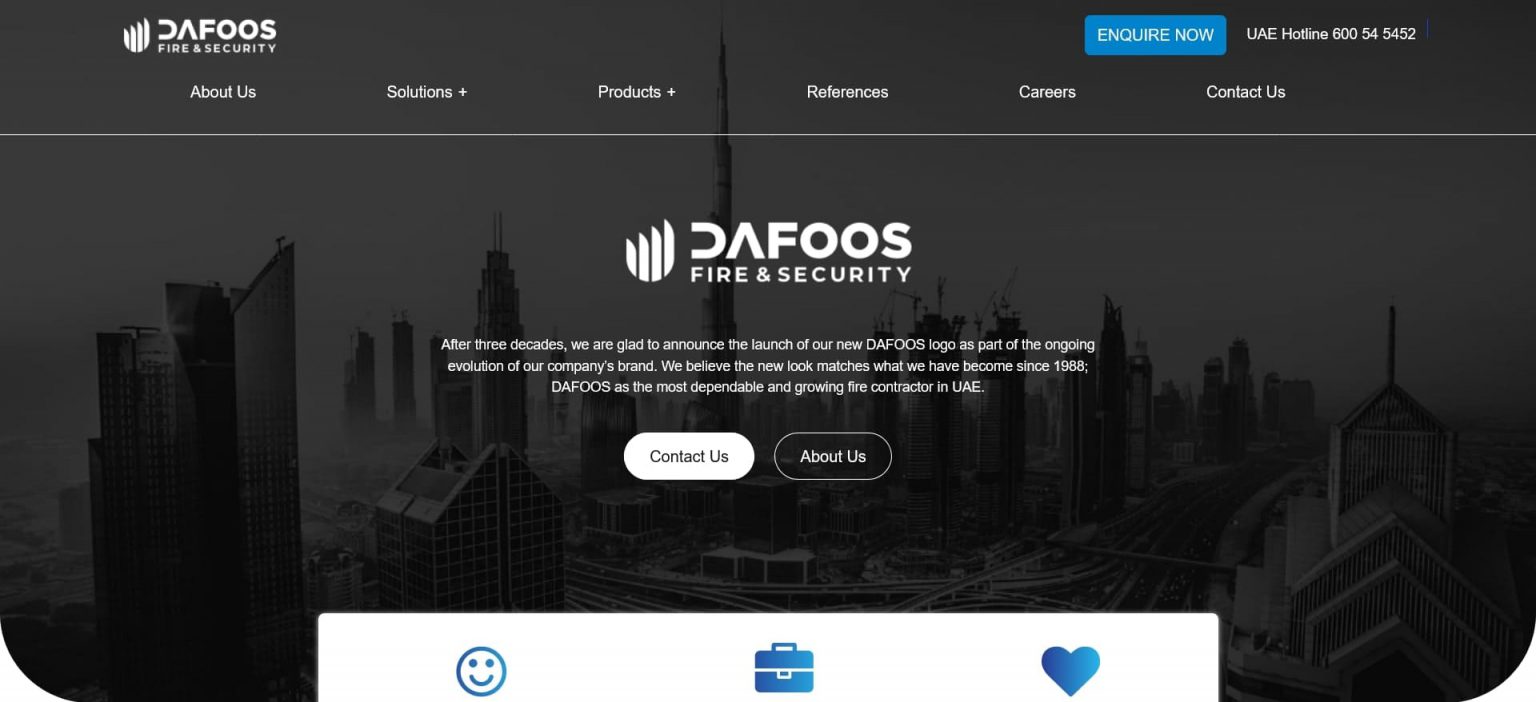 DAFOOS
FIRE & SECURITY
ENQUIRE NOW
UAE Hotline 600 54 5452
About Us
Solutions +
Products +
References
Careers
Contact Us
DAFOOS
FIRE & SECURITY
After three decades, we are glad to announce the launch of our new DAFOOS logo as part of the ongoing
evolution of our company's brand. We believe the new look matches what we have become since 1988;
DAFOOS as the most dependable and growing fire contractor in UAE.
Contact Us
About Us